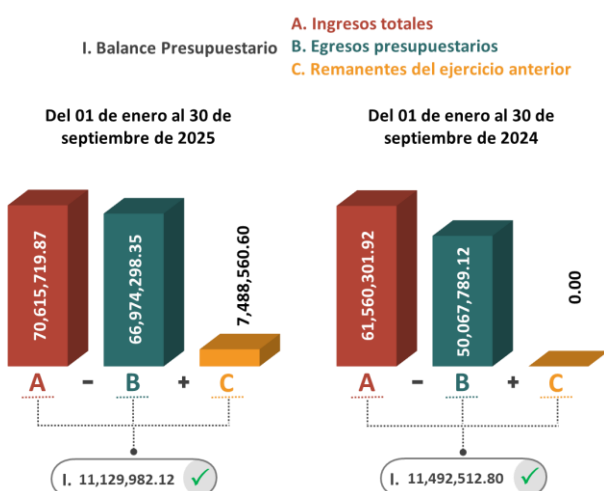 A. Ingresos totales
I. Balance Presupuestario
B. Egresos presupuestarios
C. Remanentes del ejercicio anterior
Del 01 de enero al 30 de
septiembre de 2025
70,615,719.87
66,974,298.35
7,488,560.60
A - B + C
I. 11,129,982.12 ✓
Del 01 de enero al 30 de
septiembre de 2024
61,560,301.92
50,067,789.12
0.00
A - B + C
I. 11,492,512.80 ✓